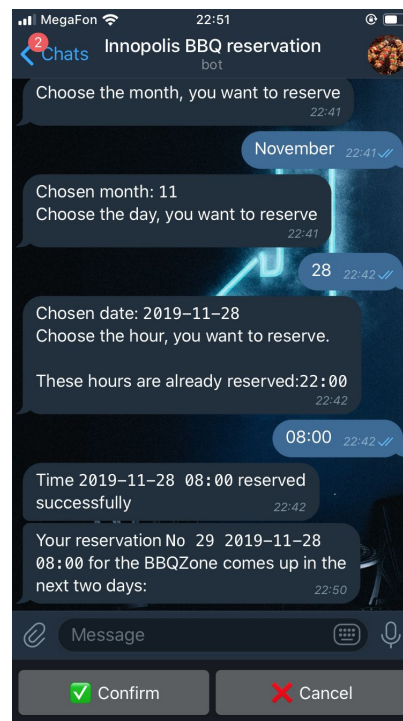 MegaFon 22:51
2
Chats Innopolis BBQ reservation
bot
Choose the month, you want to reserve
22:41
November 22:41
Chosen month: 11
Choose the day, you want to reserve
22:41
28 22:42
Chosen date: 2019-11-28
Choose the hour, you want to reserve.
These hours are already reserved:22:00
22:42
08:00 22:42
Time 2019-11-28 08:00 reserved
successfully 22:42
Your reservation No 29 2019-11-28
08:00 for the BBQZone comes up in the
next two days: 22:50
Message
Confirm Cancel